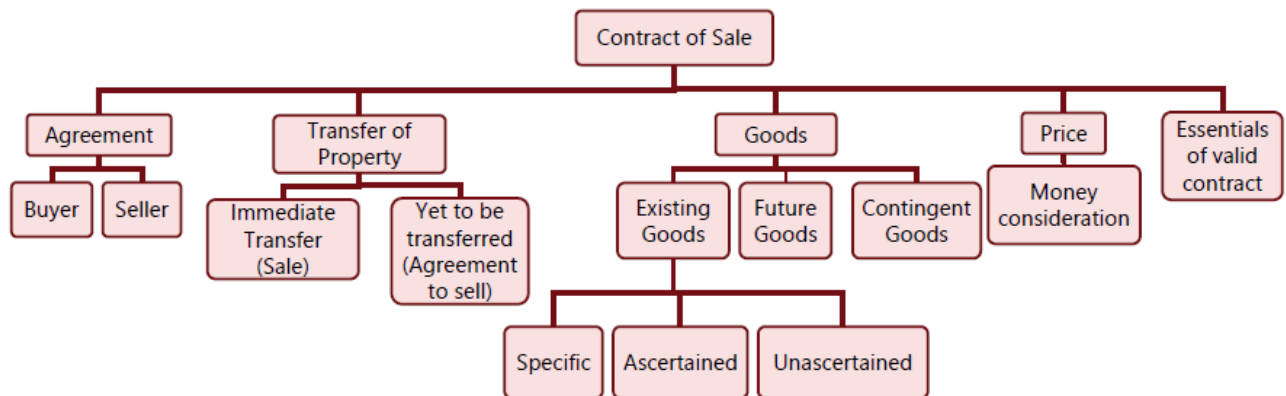 Contract of Sale
Agreement
Transfer of
Property
Goods
Price
Essentials
of valid
contract
Buyer
Seller
Immediate
Transfer
(Sale)
Yet to be
transferred
(Agreement
to sell)
Existing
Goods
Future
Goods
Contingent
Goods
Money
consideration
Specific
Ascertained
Unascertained